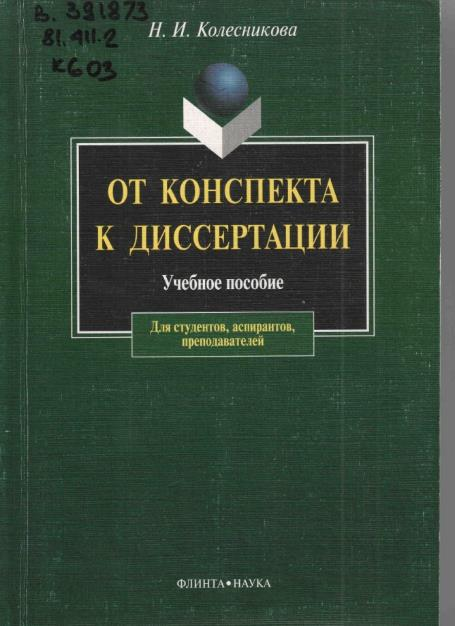 В. 381873
81.411.2
К603
Н. И. Колесникова
ОТ КОНСПЕКТА
К ДИССЕРТАЦИИ
Учебное пособие
Для студентов, аспирантов,
преподавателей
ФЛИНТА • НАУКА